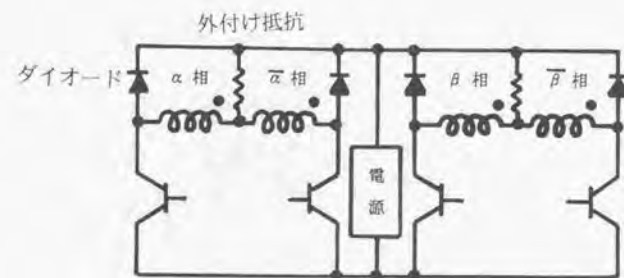 外付け抵抗
ダイオード
α 相
α̅ 相
β 相
β̅ 相
電源